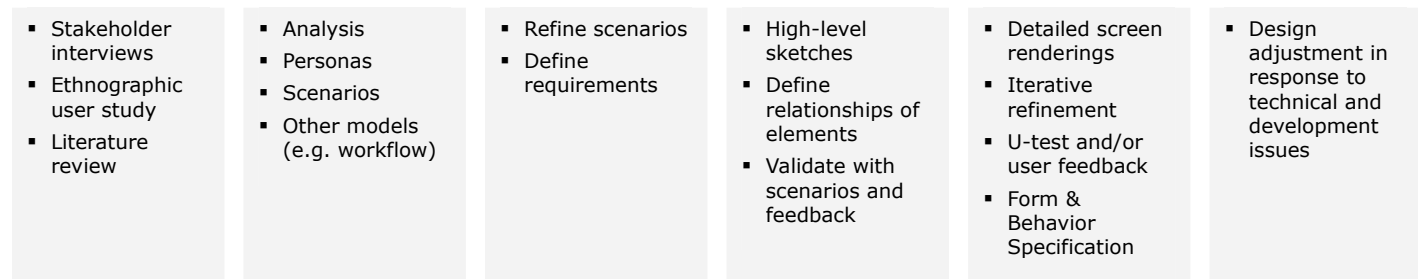 ▪ Stakeholder
interviews
▪ Ethnographic
user study
▪ Literature
review
▪ Analysis
▪ Personas
▪ Scenarios
▪ Other models
(e.g. workflow)
▪ Refine scenarios
▪ Define
requirements
▪ High-level
sketches
▪ Define
relationships of
elements
▪ Validate with
scenarios and
feedback
▪ Detailed screen
renderings
▪ Iterative
refinement
▪ U-test and/or
user feedback
▪ Form &
Behavior
Specification
▪ Design
adjustment in
response to
technical and
development
issues